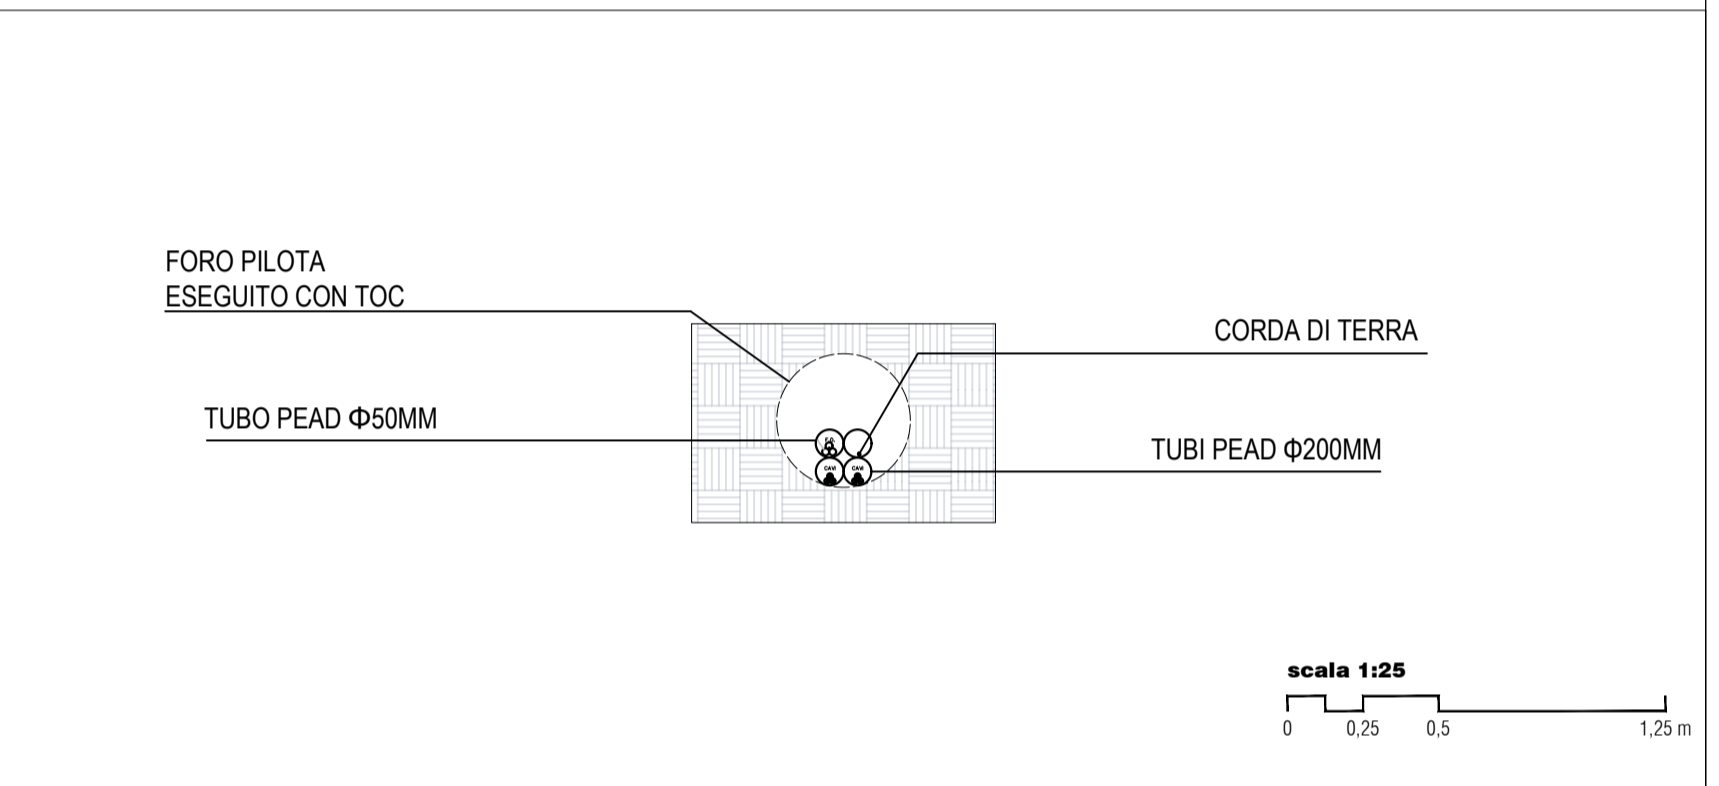 FORO PILOTA
ESEGUITO CON TOC
CORDA DI TERRA
TUBO PEAD Φ50MM
TUBI PEAD Φ200MM
F.O.
CAVI CAVI
scala 1:25
0 0,25 0,5 1,25 m